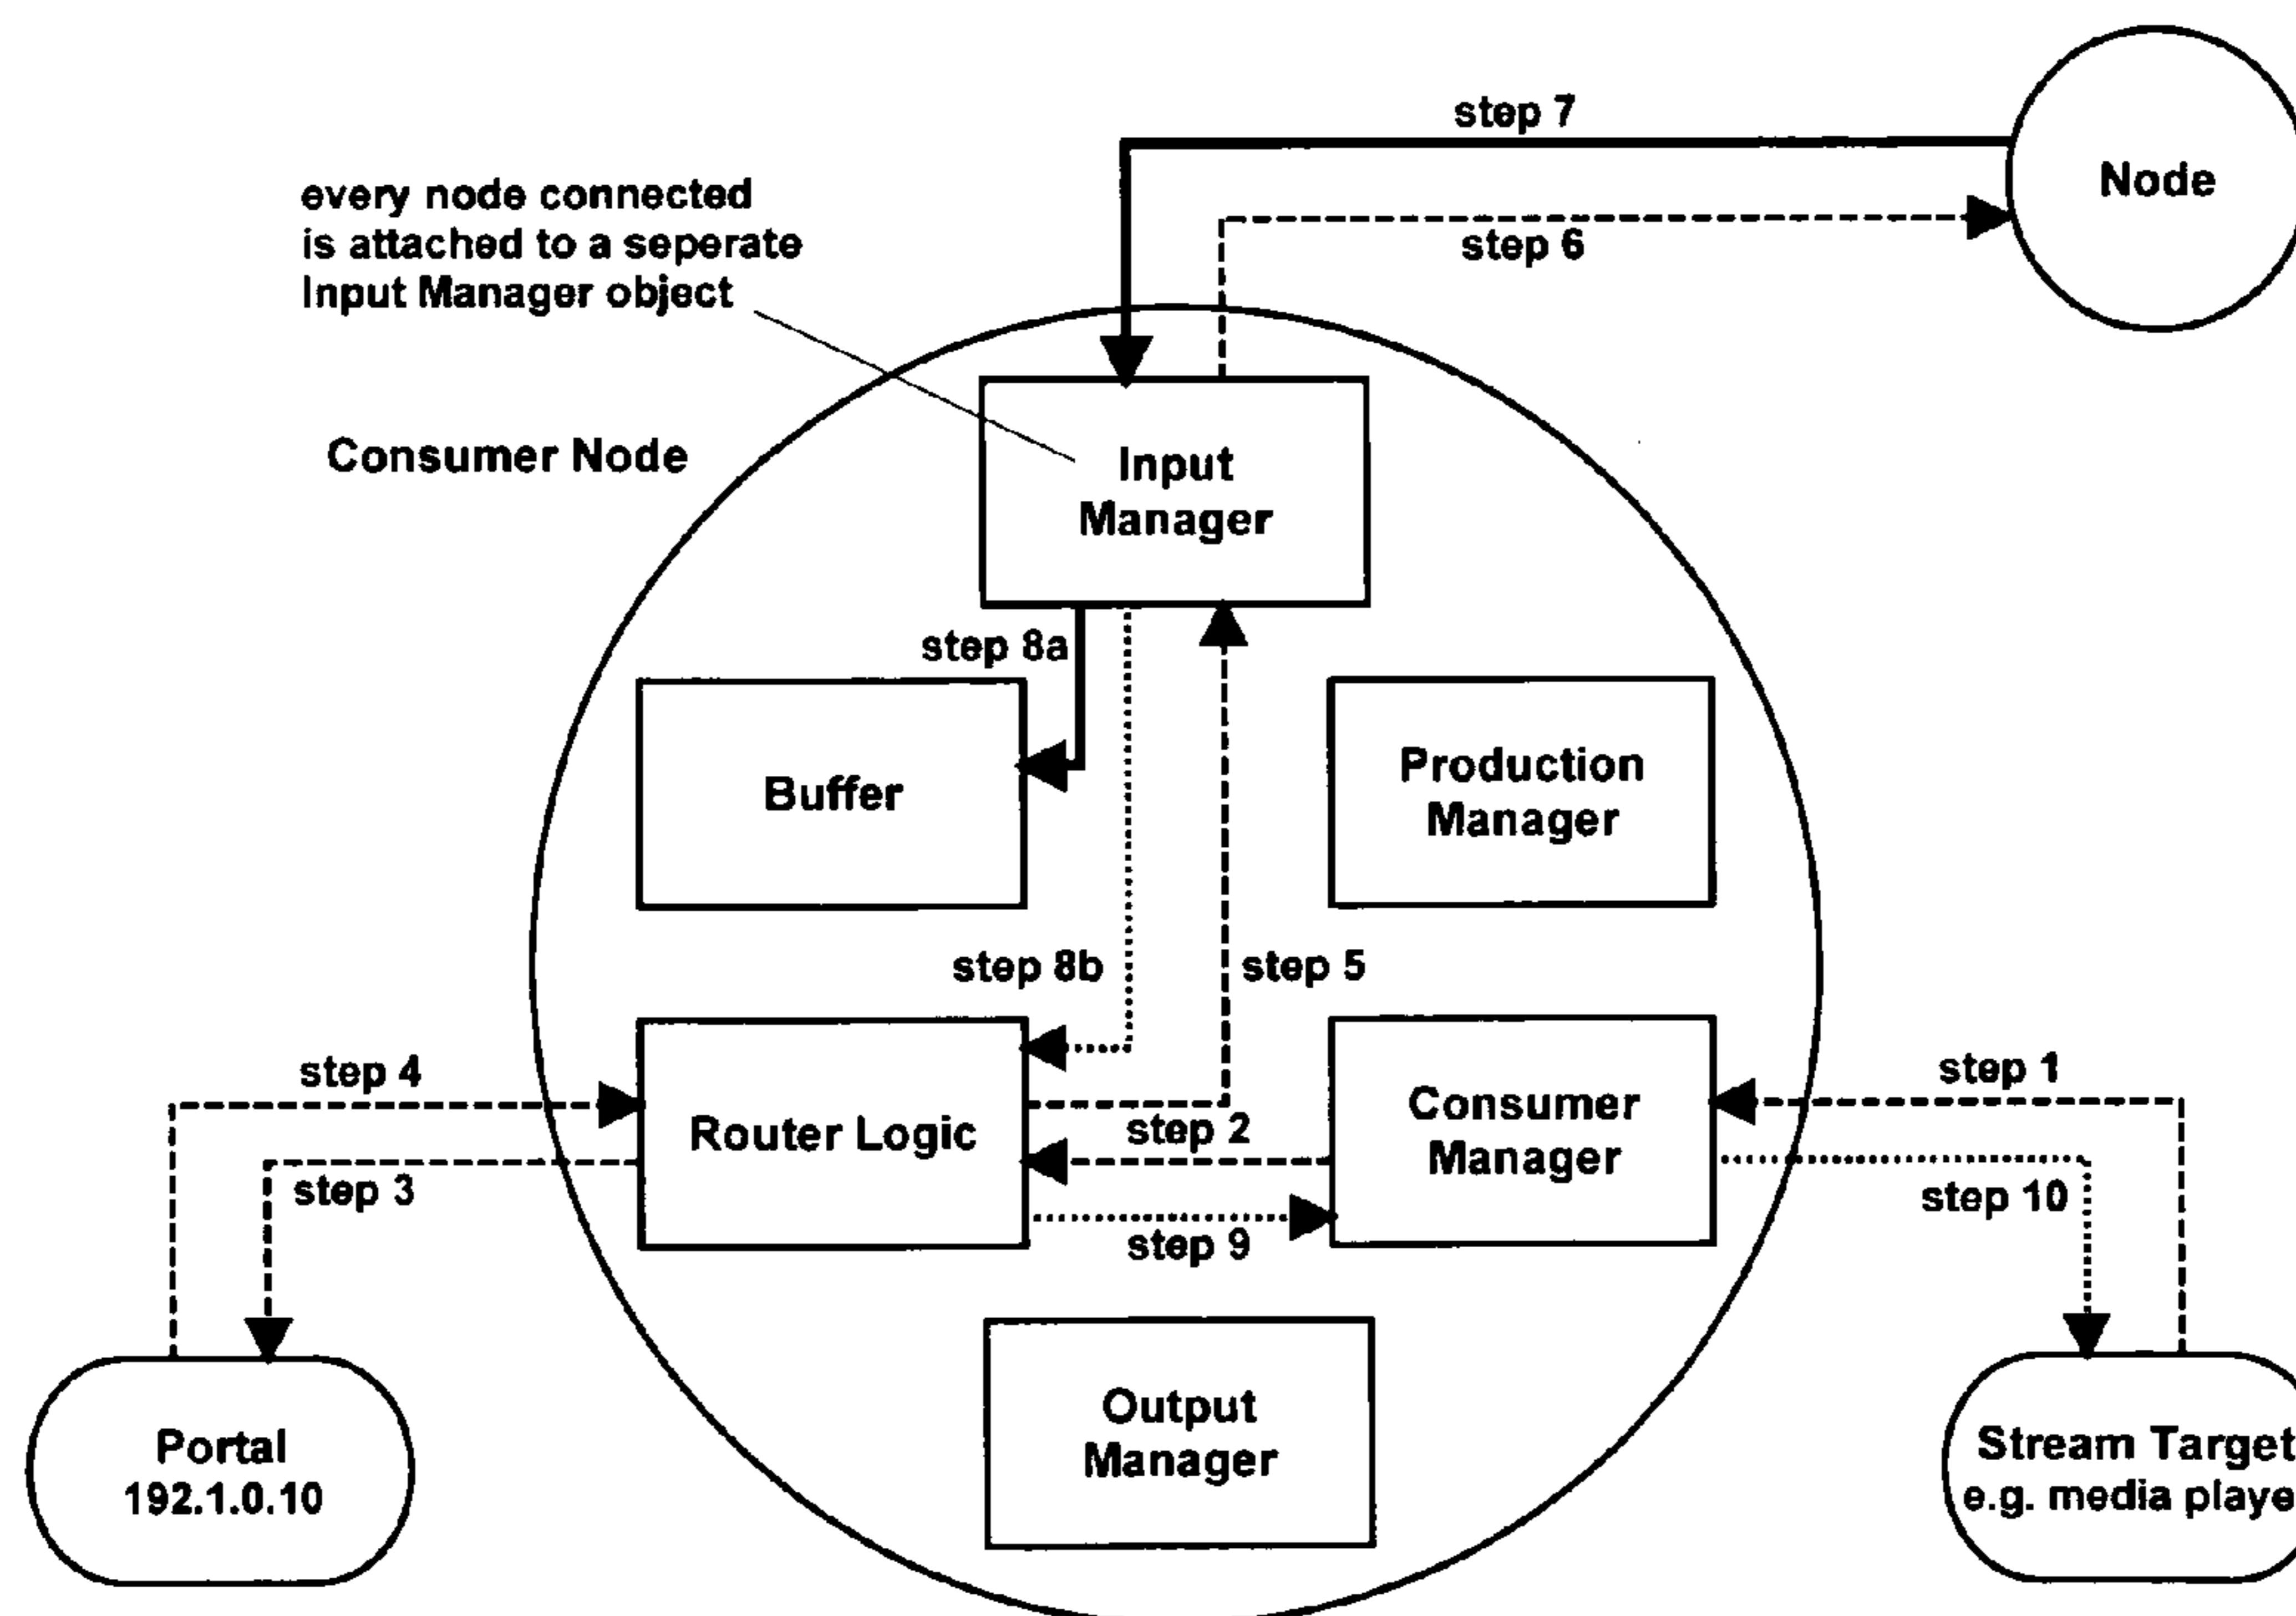 step 7
Node
every node connected
is attached to a seperate
Input Manager object
step 6
Consumer Node
Input
Manager
step 8a
Buffer
Production
Manager
step 8b
step 5
step 4
step 1
Router Logic
step 2
Consumer
Manager
step 3
step 10
step 9
Portal
192.1.0.10
Output
Manager
Stream Target
e.g. media playe